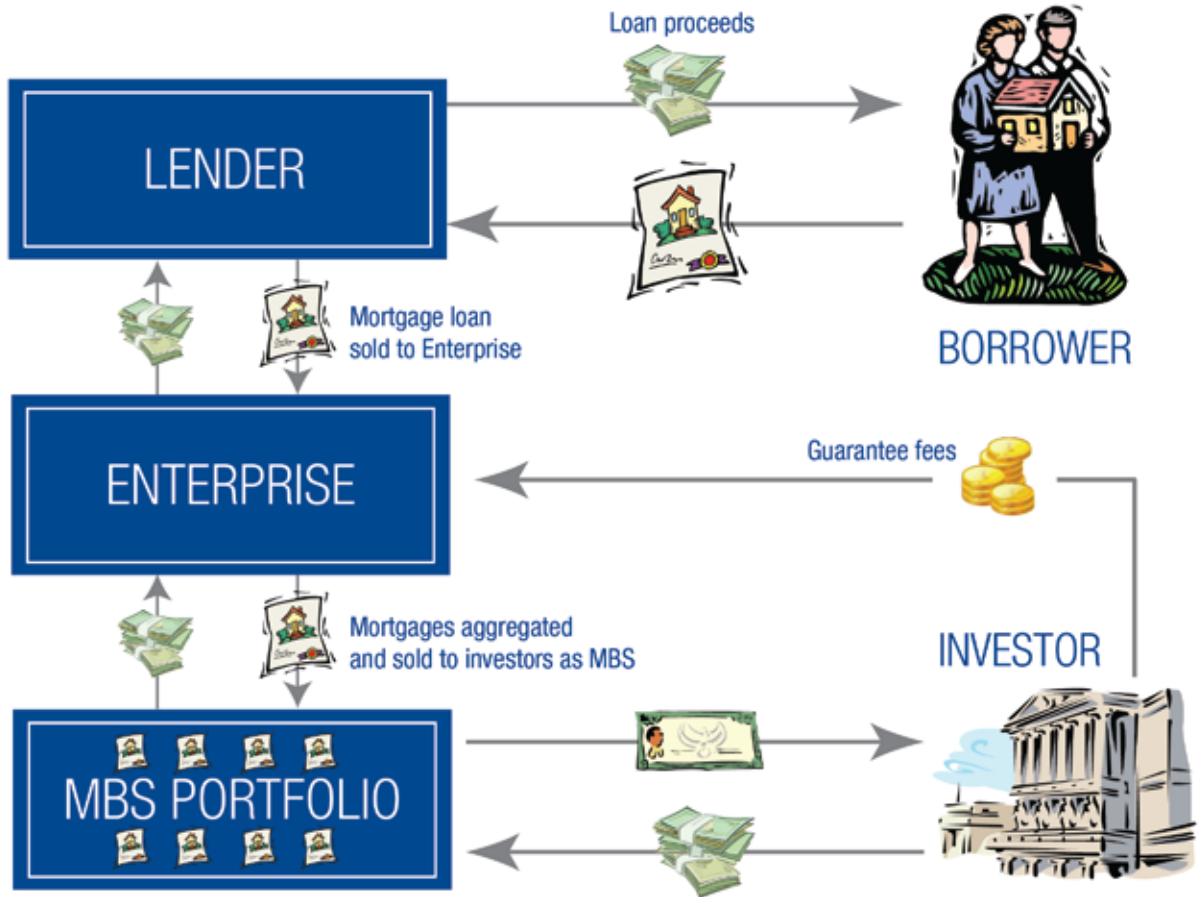 Loan proceeds
LENDER
Mortgage loan
sold to Enterprise
BORROWER
ENTERPRISE
Guarantee fees
Mortgages aggregated
and sold to investors as MBS
INVESTOR
MBS PORTFOLIO